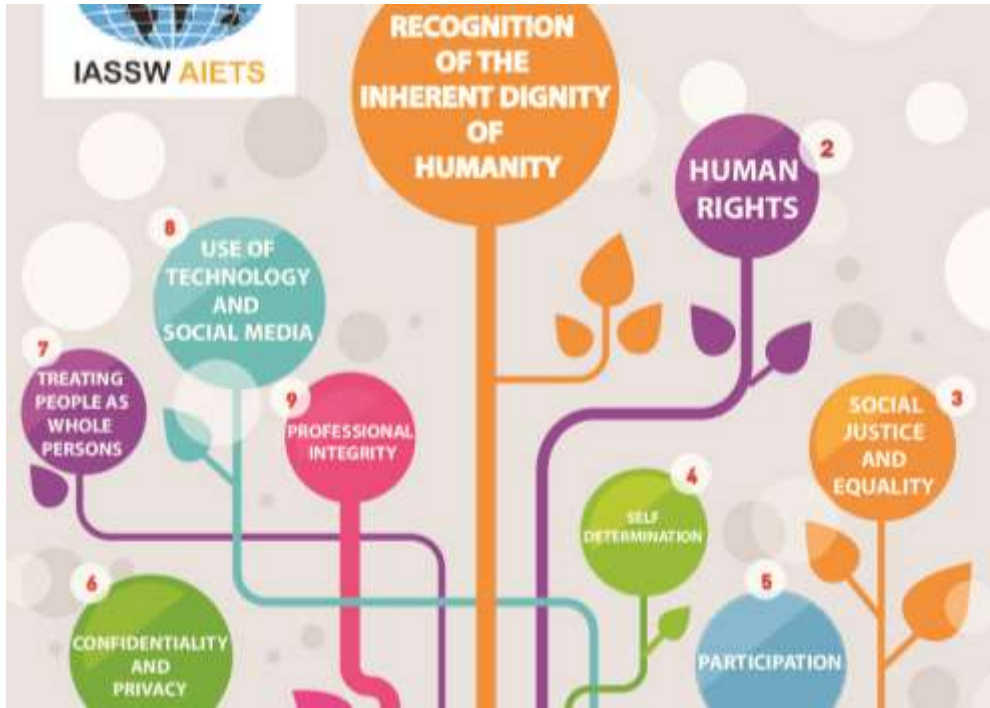 IASSW AIETS
RECOGNITION
OF THE
INHERENT DIGNITY
OF
HUMANITY
2
HUMAN
RIGHTS
8
USE OF
TECHNOLOGY
AND
SOCIAL MEDIA
7
TREATING
PEOPLE AS
WHOLE
PERSONS
9
PROFESSIONAL
INTEGRITY
3
SOCIAL
JUSTICE
AND
EQUALITY
4
SELF
DETERMINATION
6
CONFIDENTIALITY
AND
PRIVACY
5
PARTICIPATION